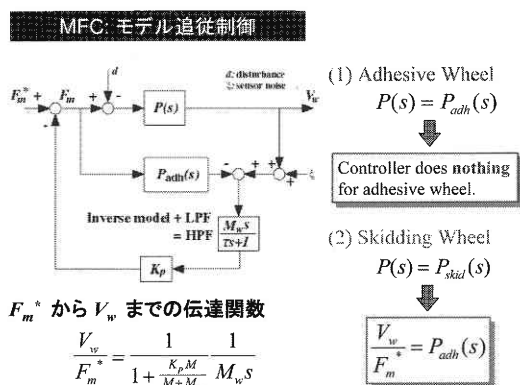 MFC: モデル追従制御
d
d: disturbance
ξ: sensor noise
F_m* + F_m + - P(s) V_w
-
P_adh(s) - + + + ξ
Inverse model + LPF
= HPF
M_w s / τs+1
K_p
F_m* から V_w までの伝達関数
V_w / F_m* = 1 / (1 + K_p M / (M+M 1 / M_w s
(1) Adhesive Wheel
P(s) = P_adh(s)
Controller does nothing
for adhesive wheel.
(2) Skidding Wheel
P(s) = P_skid(s)
V_w / F_m* = P_adh(s)